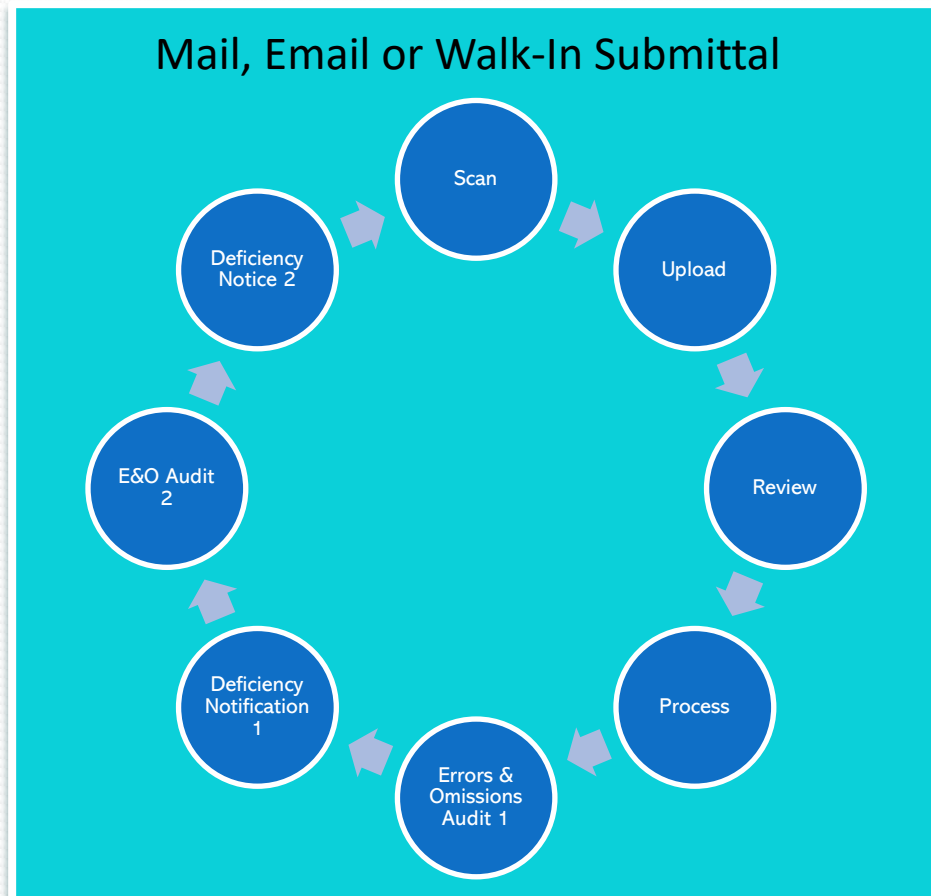 Mail, Email or Walk-In Submittal
Scan
Upload
Review
Process
Errors &
Omissions
Audit 1
Deficiency
Notification
1
E&O Audit
2
Deficiency
Notice 2